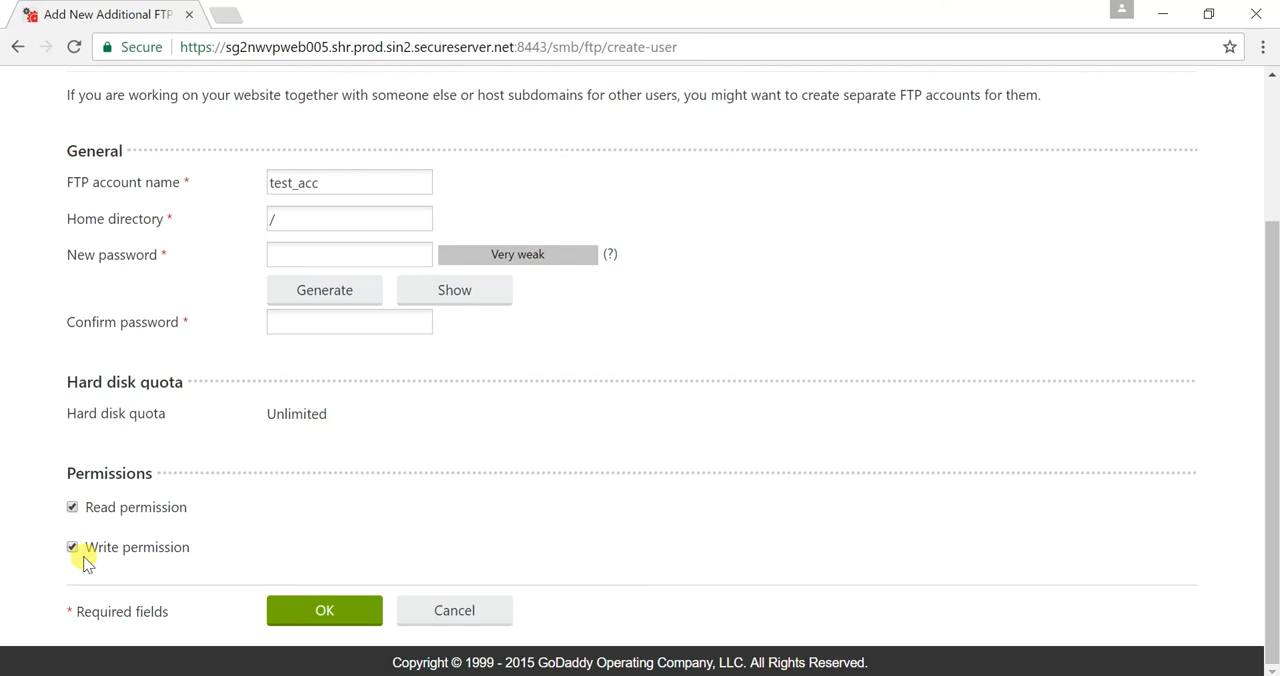 Add New Additional FTP
Secure https://sg2nwvpweb005.shr.prod.sin2.secureserver.net:8443/smb/ftp/create-user
If you are working on your website together with someone else or host subdomains for other users, you might want to create separate FTP accounts for them.
General
FTP account name * test_acc
Home directory * /
New password * Very weak (?)
Generate Show
Confirm password *
Hard disk quota
Hard disk quota Unlimited
Permissions
Read permission
Write permission
* Required fields OK Cancel
Copyright © 1999 - 2015 GoDaddy Operating Company, LLC. All Rights Reserved.